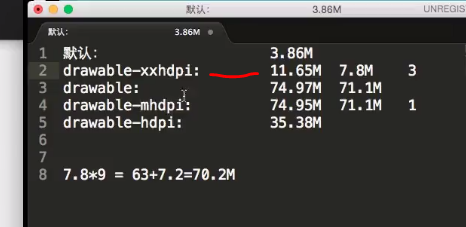 默认: 3.86M UNREGIS
默认: 3.86M
1 默认: 3.86M
2 drawable-xxhdpi: 11.65M 7.8M 3
3 drawable: 74.97M 71.1M
4 drawable-mhdpi: 74.95M 71.1M 1
5 drawable-hdpi: 35.38M
6
7
8 7.8*9 = 63+7.2=70.2M